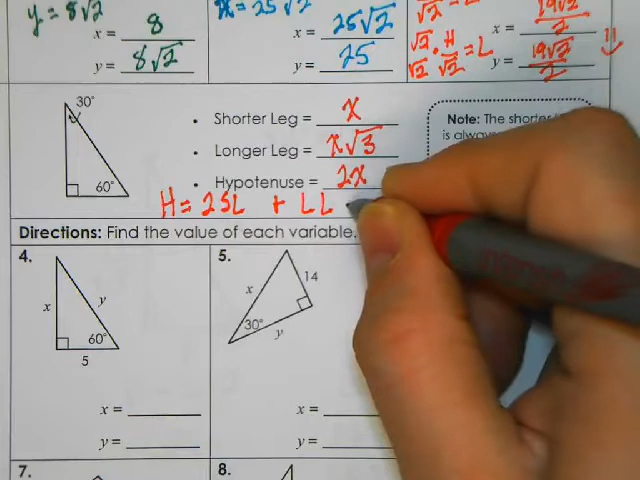 y = 8√2
x = 8
y = 8√2
x = 25√2
x = 25√2
y = 25
√2
√2 • H = L
√2 √2
x = 19√2
2
y = 19√2
2
30°
60°
• Shorter Leg = x
• Longer Leg = x√3
• Hypotenuse = 2x
Note: The shorter
is always
H = 2SL + LL
Directions: Find the value of each variable.
4.
x
y
60°
5
x =
y =
5.
x
14
30°
y
x =
y =
7.
8.